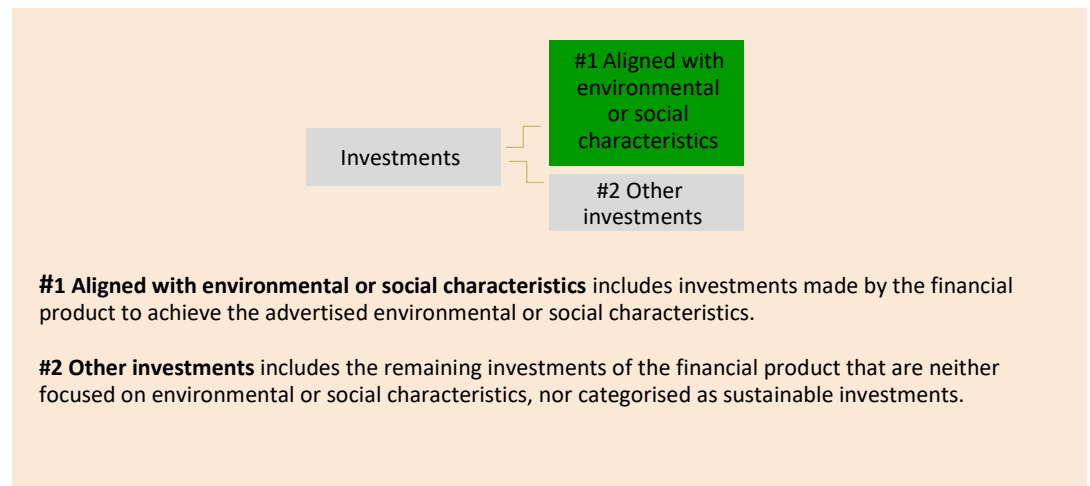 #1 Aligned with
environmental
or social
characteristics
Investments
#2 Other
investments
#1 Aligned with environmental or social characteristics includes investments made by the financial
product to achieve the advertised environmental or social characteristics.
#2 Other investments includes the remaining investments of the financial product that are neither
focused on environmental or social characteristics, nor categorised as sustainable investments.